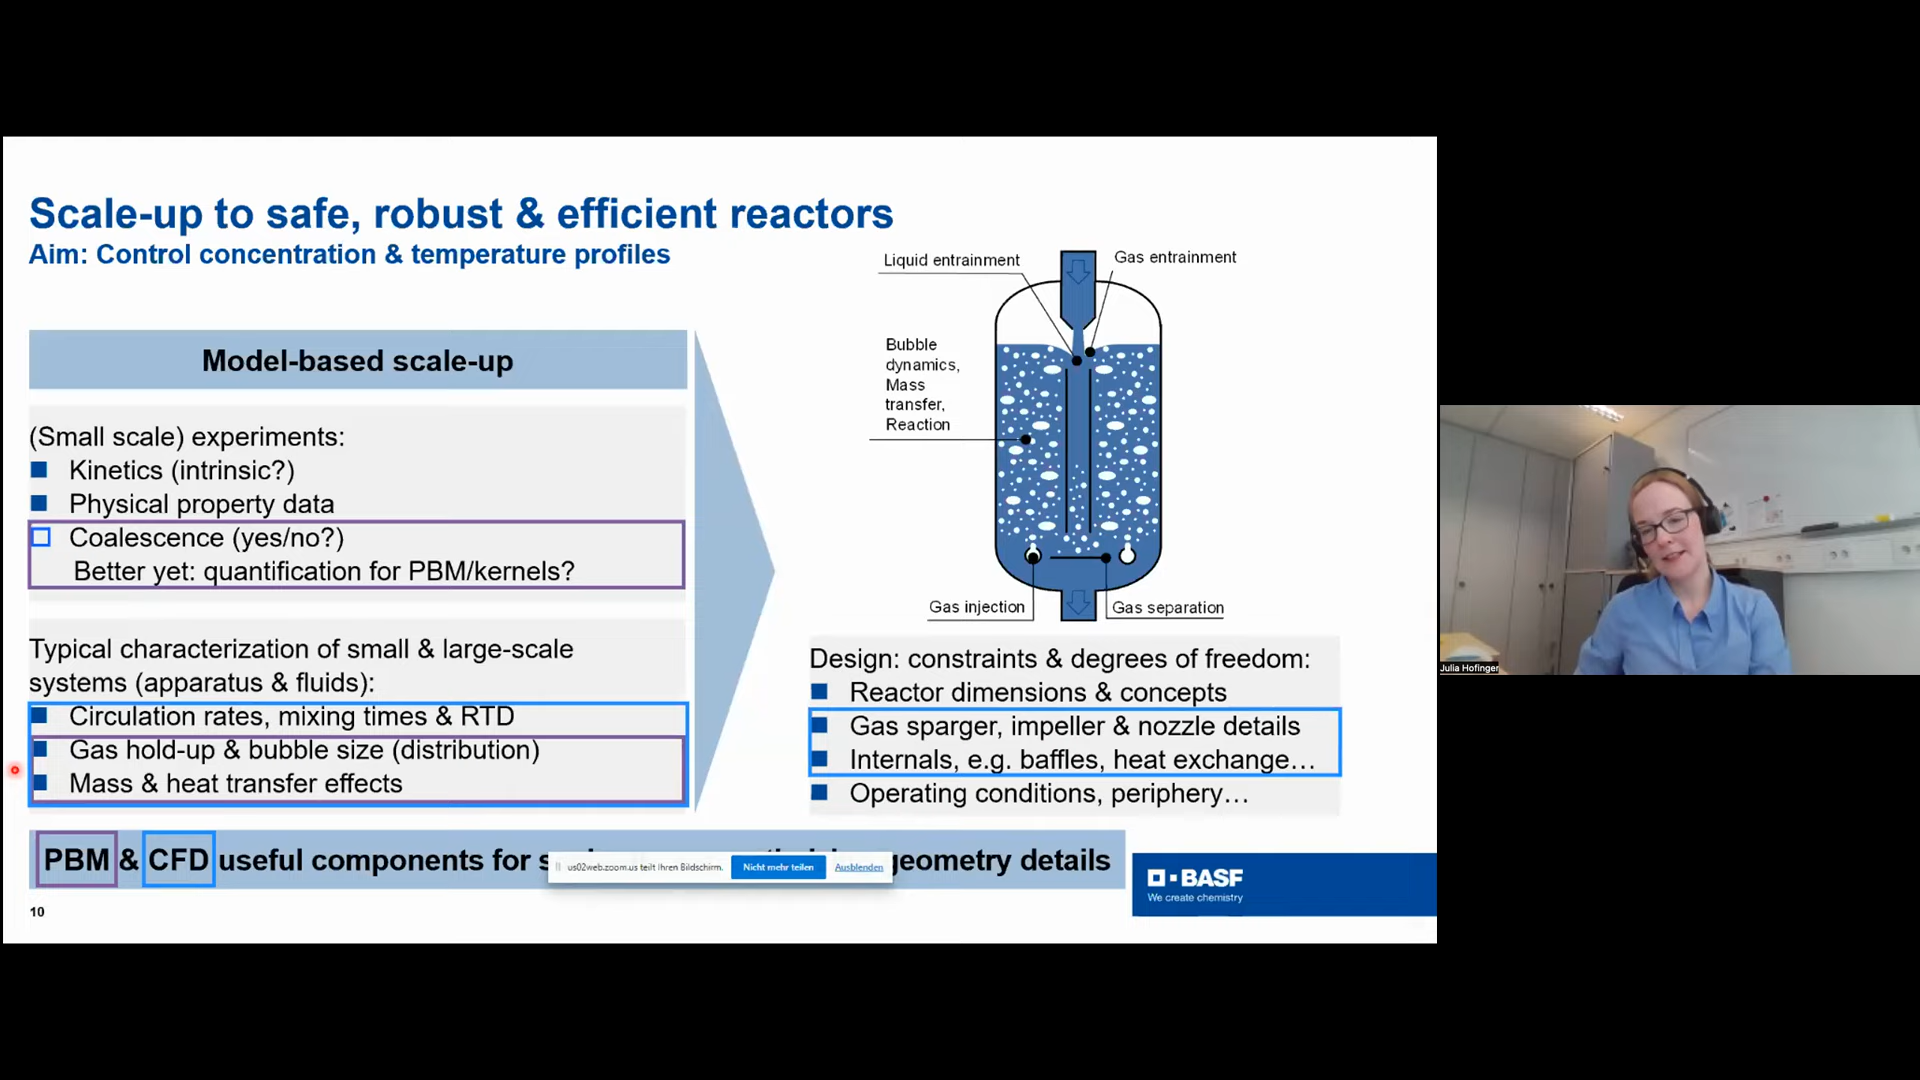 Scale-up to safe, robust & efficient reactors
Aim: Control concentration & temperature profiles
Model-based scale-up
(Small scale) experiments:
Kinetics (intrinsic?)
Physical property data
Coalescence (yes/no?)
Better yet: quantification for PBM/kernels?
Typical characterization of small & large-scale
systems (apparatus & fluids):
Circulation rates, mixing times & RTD
Gas hold-up & bubble size (distribution)
Mass & heat transfer effects
Liquid entrainment
Gas entrainment
Bubble
dynamics,
Mass
transfer,
Reaction
Gas injection
Gas separation
Design: constraints & degrees of freedom:
Reactor dimensions & concepts
Gas sparger, impeller & nozzle details
Internals, e.g. baffles, heat exchange…
Operating conditions, periphery…
PBM & CFD useful components for geometry details
us02web.zoom.us teilt Ihren Bildschirm.
Nicht mehr teilen
Ausblenden
BASF
We create chemistry
10
Julia Hofinger